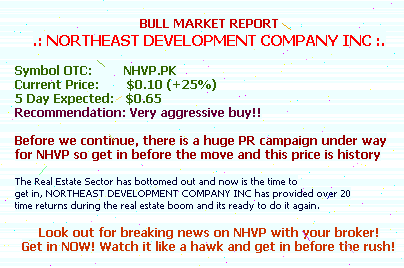 BULL MARKET REPORT
.: NORTHEAST DEVELOPMENT COMPANY INC :.
Symbol OTC: NHVP.PK
Current Price: $0.10 (+25%)
5 Day Expected: $0.65
Recommendation: Very aggressive buy!!
Before we continue, there is a huge PR campaign under way
for NHVP so get in before the move and this price is history
The Real Estate Sector has bottomed out and now is the time to
get in, NORTHEAST DEVELOPMENT COMPANY INC has provided over 20
time returns during the real estate boom and its ready to do it again.
Look out for breaking news on NHVP with your broker!
Get in NOW! Watch it like a hawk and get in before the rush!